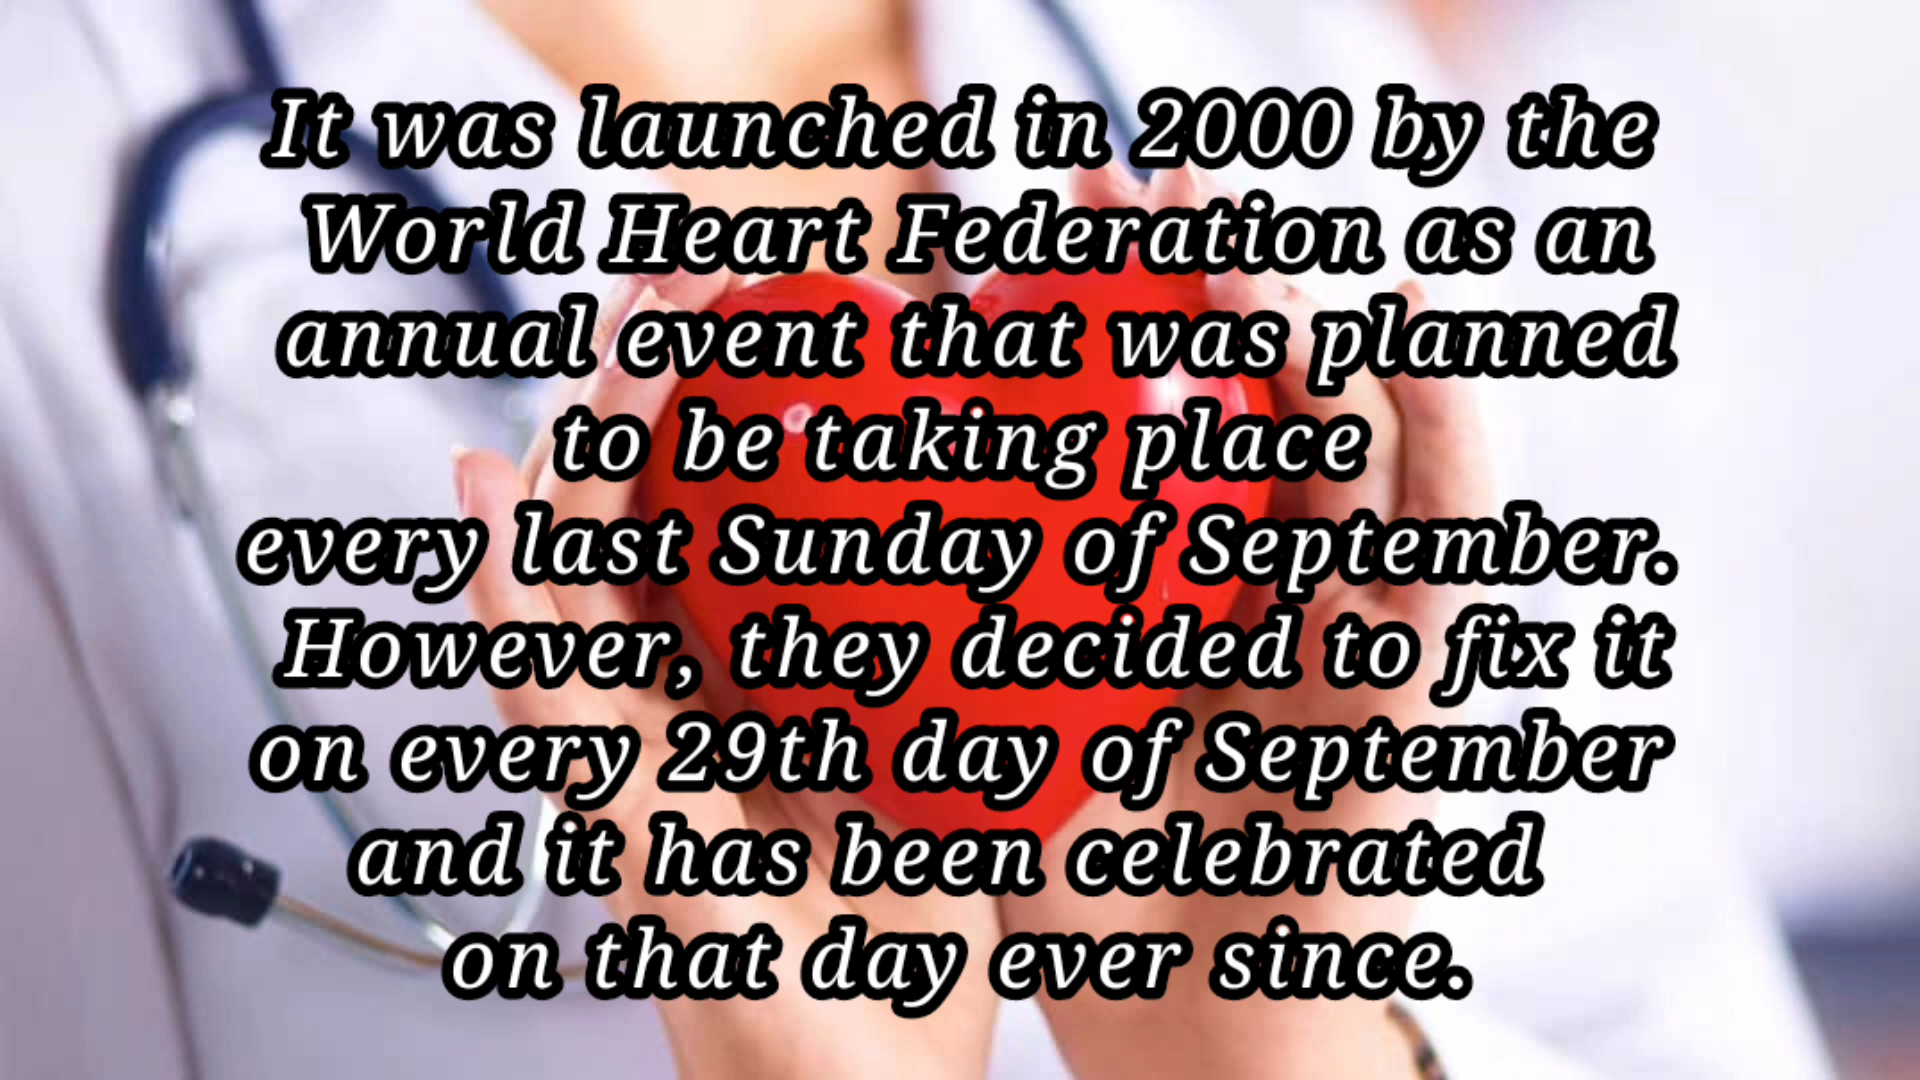 It was launched in 2000 by the
World Heart Federation as an
annual event that was planned
to be taking place
every last Sunday of September.
However, they decided to fix it
on every 29th day of September
and it has been celebrated
on that day ever since.